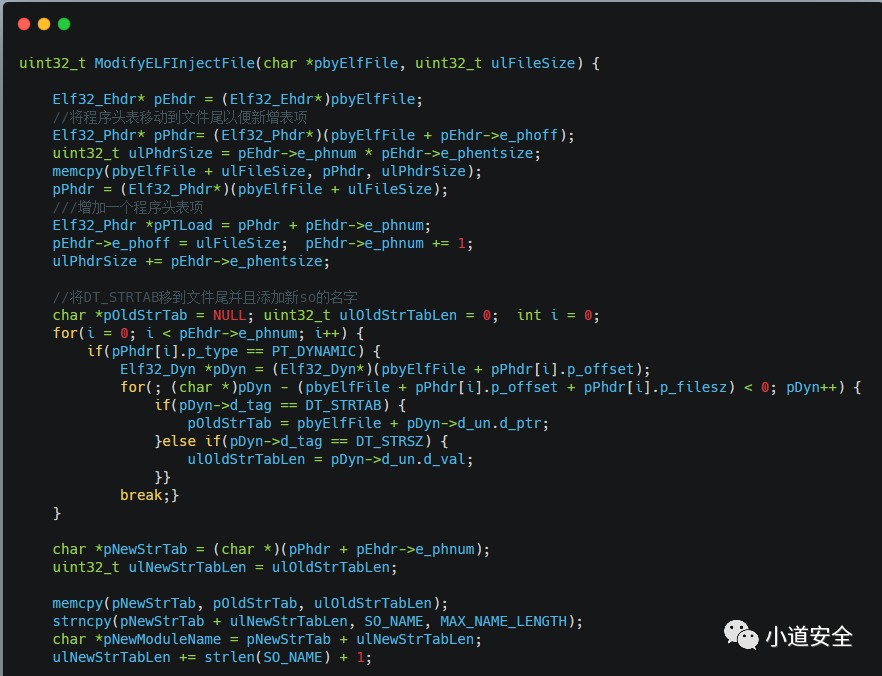 uint32_t ModifyELFInjectFile(char *pbyElfFile, uint32_t ulFileSize) {
Elf32_Ehdr* pEhdr = (Elf32_Ehdr*)pbyElfFile;
//将程序头表移动到文件尾以便新增表项
Elf32_Phdr* pPhdr= (Elf32_Phdr*)(pbyElfFile + pEhdr->e_phoff);
uint32_t ulPhdrSize = pEhdr->e_phnum * pEhdr->e_phentsize;
memcpy(pbyElfFile + ulFileSize, pPhdr, ulPhdrSize);
pPhdr = (Elf32_Phdr*)(pbyElfFile + ulFileSize);
///增加一个程序头表项
Elf32_Phdr *pPTLoad = pPhdr + pEhdr->e_phnum;
pEhdr->e_phoff = ulFileSize;  pEhdr->e_phnum += 1;
ulPhdrSize += pEhdr->e_phentsize;
//将DT_STRTAB移到文件尾并且添加新so的名字
char *pOldStrTab = NULL; uint32_t ulOldStrTabLen = 0;  int i = 0;
for(i = 0; i < pEhdr->e_phnum; i++) {
if(pPhdr[i].p_type == PT_DYNAMIC) {
Elf32_Dyn *pDyn = (Elf32_Dyn*)(pbyElfFile + pPhdr[i].p_offset);
for(; (char *)pDyn - (pbyElfFile + pPhdr[i].p_offset + pPhdr[i].p_filesz) < 0; pDyn++) {
if(pDyn->d_tag == DT_STRTAB) {
pOldStrTab = pbyElfFile + pDyn->d_un.d_ptr;
}else if(pDyn->d_tag == DT_STRSZ) {
ulOldStrTabLen = pDyn->d_un.d_val;
}}
break;}
}
char *pNewStrTab = (char *)(pPhdr + pEhdr->e_phnum);
uint32_t ulNewStrTabLen = ulOldStrTabLen;
memcpy(pNewStrTab, pOldStrTab, ulOldStrTabLen);
strncpy(pNewStrTab + ulNewStrTabLen, SO_NAME, MAX_NAME_LENGTH);
char *pNewModuleName = pNewStrTab + ulNewStrTabLen;
ulNewStrTabLen += strlen(SO_NAME) + 1;
小道安全